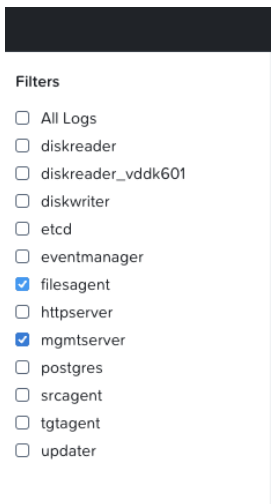 Filters
All Logs
diskreader
diskreader_vddk601
diskwriter
etcd
eventmanager
filesagent
httpserver
mgmtserver
postgres
srcagent
tgtagent
updater